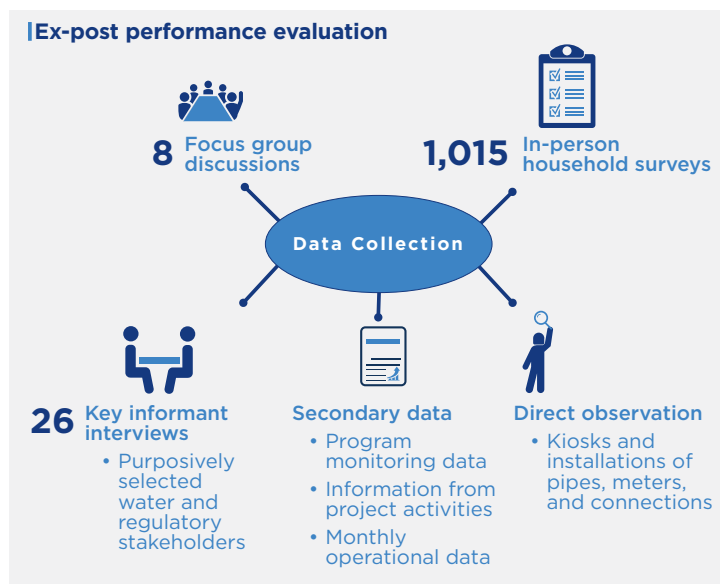 Ex-post performance evaluation
8 Focus group
discussions
1,015 In-person
household surveys
Data Collection
26 Key informant
interviews
• Purposively
selected
water and
regulatory
stakeholders
Secondary data
• Program
monitoring data
• Information from
project activities
• Monthly
operational data
Direct observation
• Kiosks and
installations of
pipes, meters,
and connections